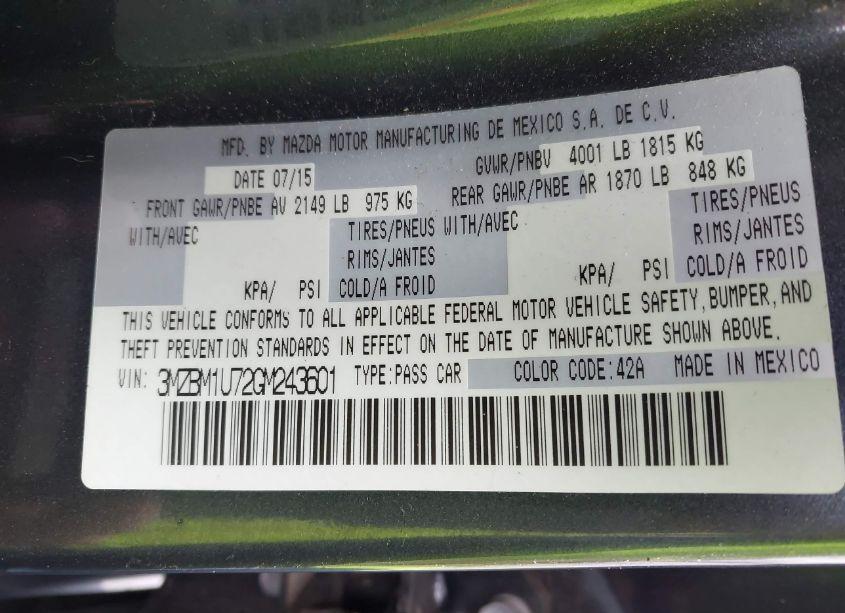 MFD. BY MAZDA MOTOR MANUFACTURING DE MEXICO S.A. DE C.V.
DATE 07/15 GVWR/PNBV 4001 LB 1815 KG
FRONT GAWR/PNBE AV 2149 LB 975 KG REAR GAWR/PNBE AR 1870 LB 848 KG
WITH/AVEC TIRES/PNEUS WITH/AVEC TIRES/PNEUS
RIMS/JANTES RIMS/JANTES
KPA/ PSI COLD/A FROID KPA/ PSI COLD/A FROID
THIS VEHICLE CONFORMS TO ALL APPLICABLE FEDERAL MOTOR VEHICLE SAFETY, BUMPER, AND
THEFT PREVENTION STANDARDS IN EFFECT ON THE DATE OF MANUFACTURE SHOWN ABOVE.
VIN: 3MZBM1U72GM243601 TYPE:PASS CAR COLOR CODE:42A MADE IN MEXICO